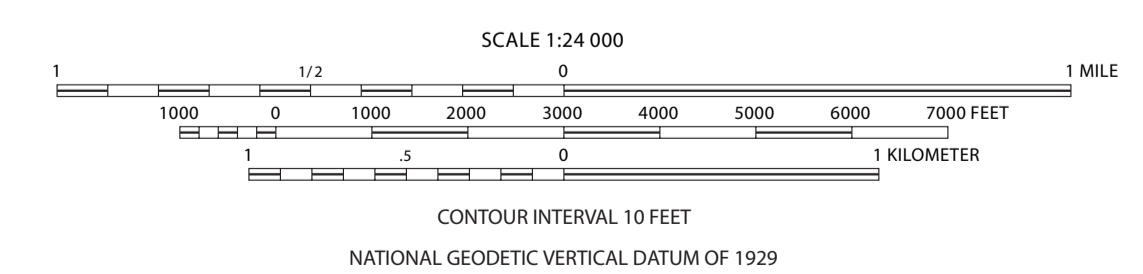 SCALE 1:24 000
1 1/2 0 1 MILE
1000 0 1000 2000 3000 4000 5000 6000 7000 FEET
1 .5 0 1 KILOMETER
CONTOUR INTERVAL 10 FEET
NATIONAL GEODETIC VERTICAL DATUM OF 1929